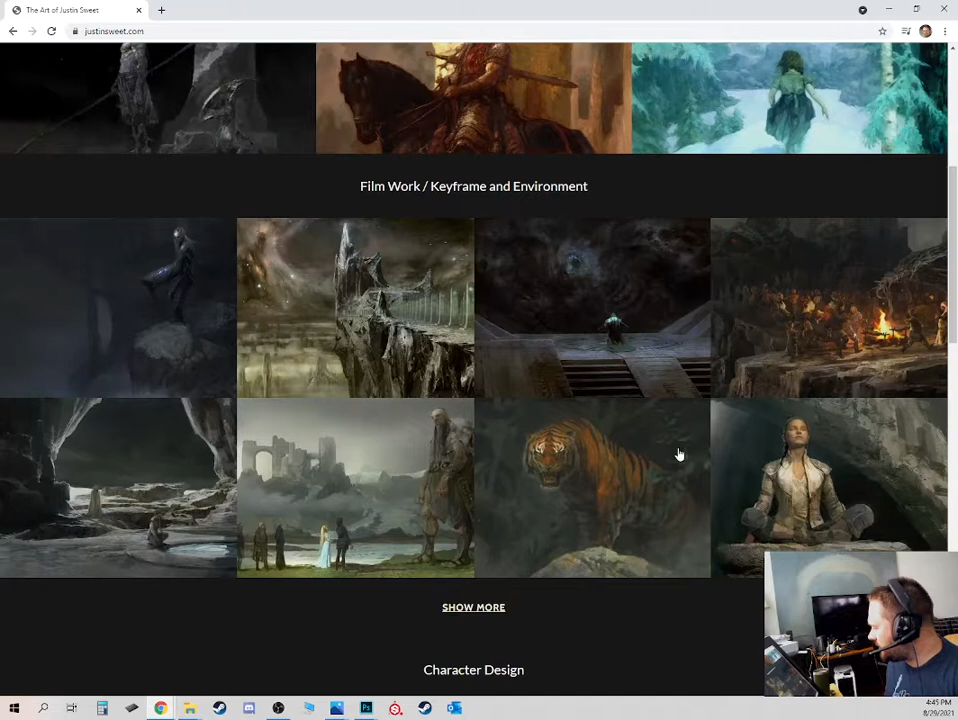 The Art of Justin Sweet
justinsweet.com
Film Work / Keyframe and Environment
SHOW MORE
Character Design
4:45 PM
8/29/2021